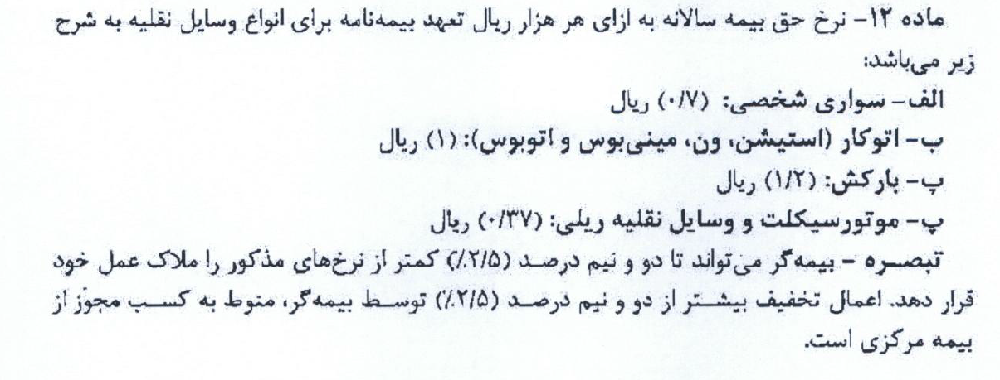 ماده ۱۲- نرخ حق بیمه سالانه به ازای هر هزار ریال تعهد بیمه‌نامه برای انواع وسایل نقلیه به شرح
زیر می‌باشد:
الف- سواری شخصی: (۰/۷) ریال
ب- اتوکار (استیشن، ون، مینی‌بوس و اتوبوس): (۱) ریال
پ- بارکش: (۱/۲) ریال
پ- موتورسیکلت و وسایل نقلیه ریلی: (۰/۳۷) ریال
تبصره - بیمه‌گر می‌تواند تا دو و نیم درصد (۲/۵٪) کمتر از نرخ‌های مذکور را ملاک عمل خود
قرار دهد. اعمال تخفیف بیشتر از دو و نیم درصد (۲/۵٪) توسط بیمه‌گر، منوط به کسب مجوّز از
بیمه مرکزی است.